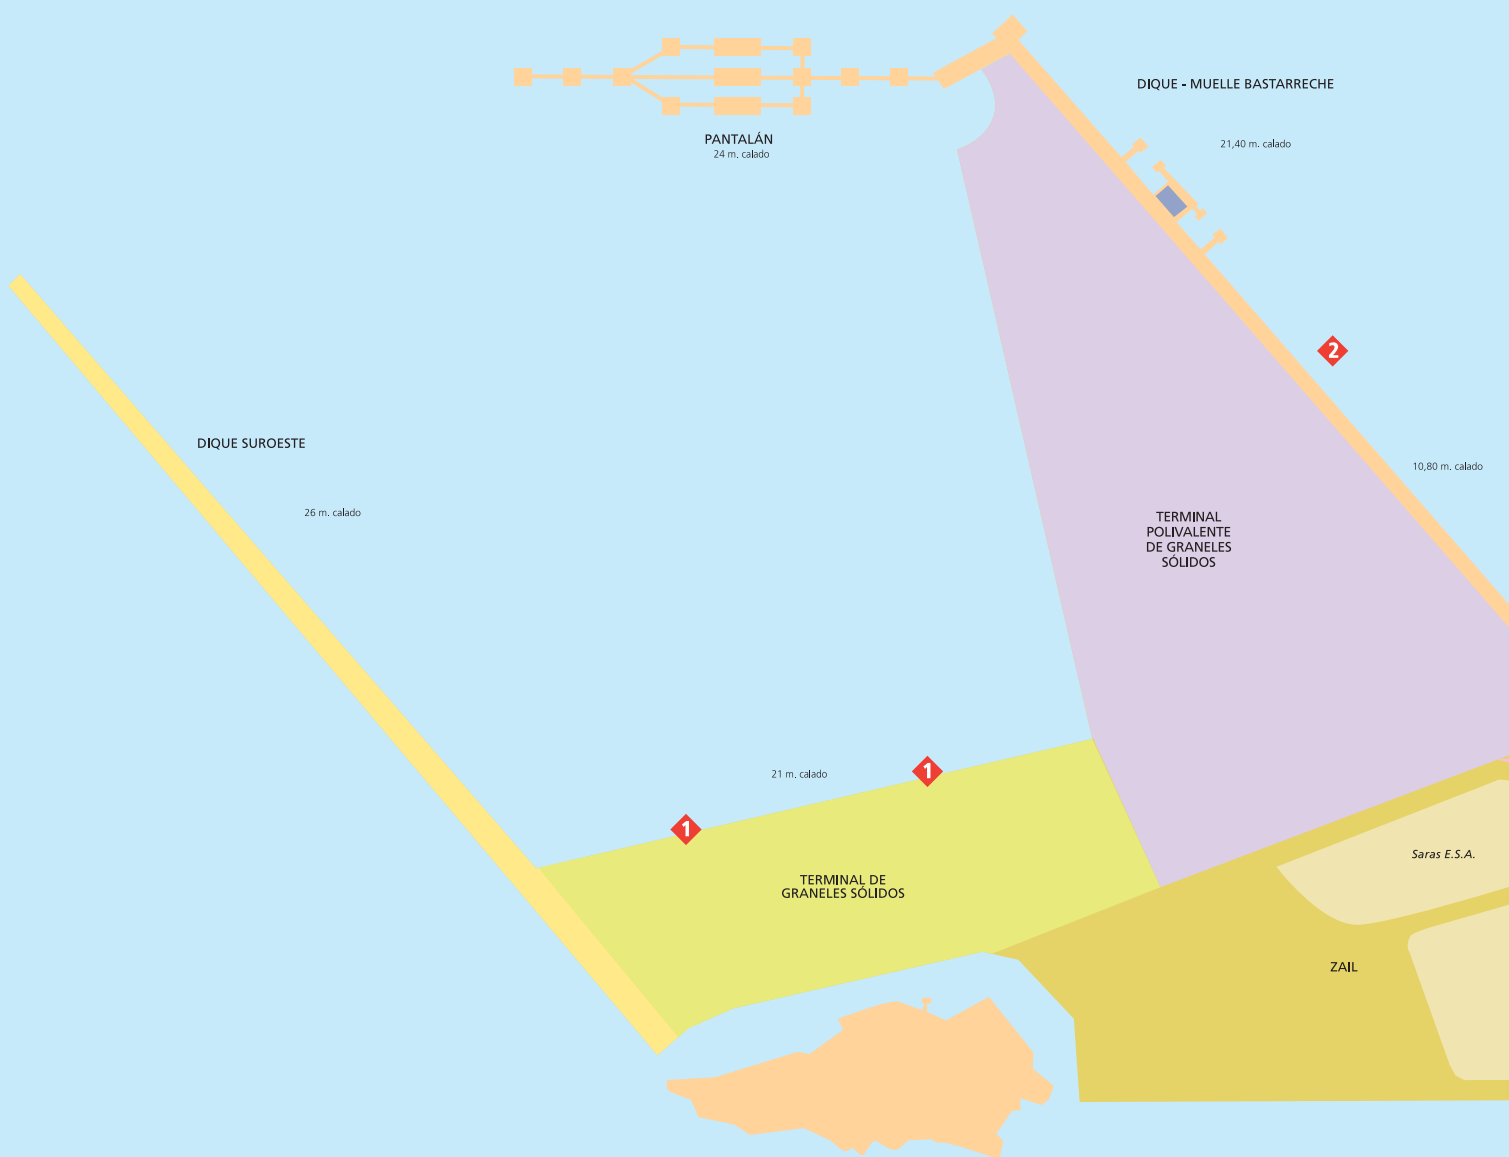 DIQUE - MUELLE BASTARRECHE
PANTALÁN
24 m. calado
21,40 m. calado
2
DIQUE SUROESTE
10,80 m. calado
26 m. calado
TERMINAL
POLIVALENTE
DE GRANELES
SÓLIDOS
21 m. calado
1
1
Saras E.S.A.
TERMINAL DE
GRANELES SÓLIDOS
ZAIL